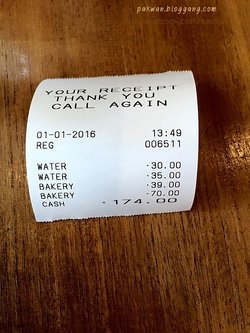 pakwan.bloggang.com
YOUR RECEIPT
THANK YOU
CALL AGAIN
01-01-2016 13:49
REG 006511
WATER ·30.00
WATER ·35.00
BAKERY ·39.00
BAKERY ·70.00
CASH ·174.00